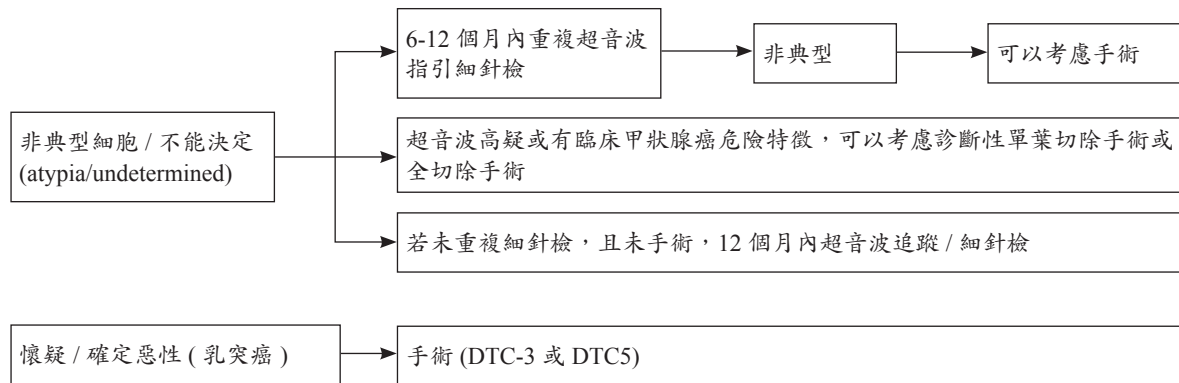 6-12 個月內重複超音波
指引細針檢
非典型
可以考慮手術
非典型細胞 / 不能決定
(atypia/undetermined)
超音波高疑或有臨床甲狀腺癌危險特徵，可以考慮診斷性單葉切除手術或
全切除手術
若未重複細針檢，且未手術，12 個月內超音波追蹤 / 細針檢
懷疑 / 確定惡性 ( 乳突癌 )
手術 (DTC-3 或 DTC5)